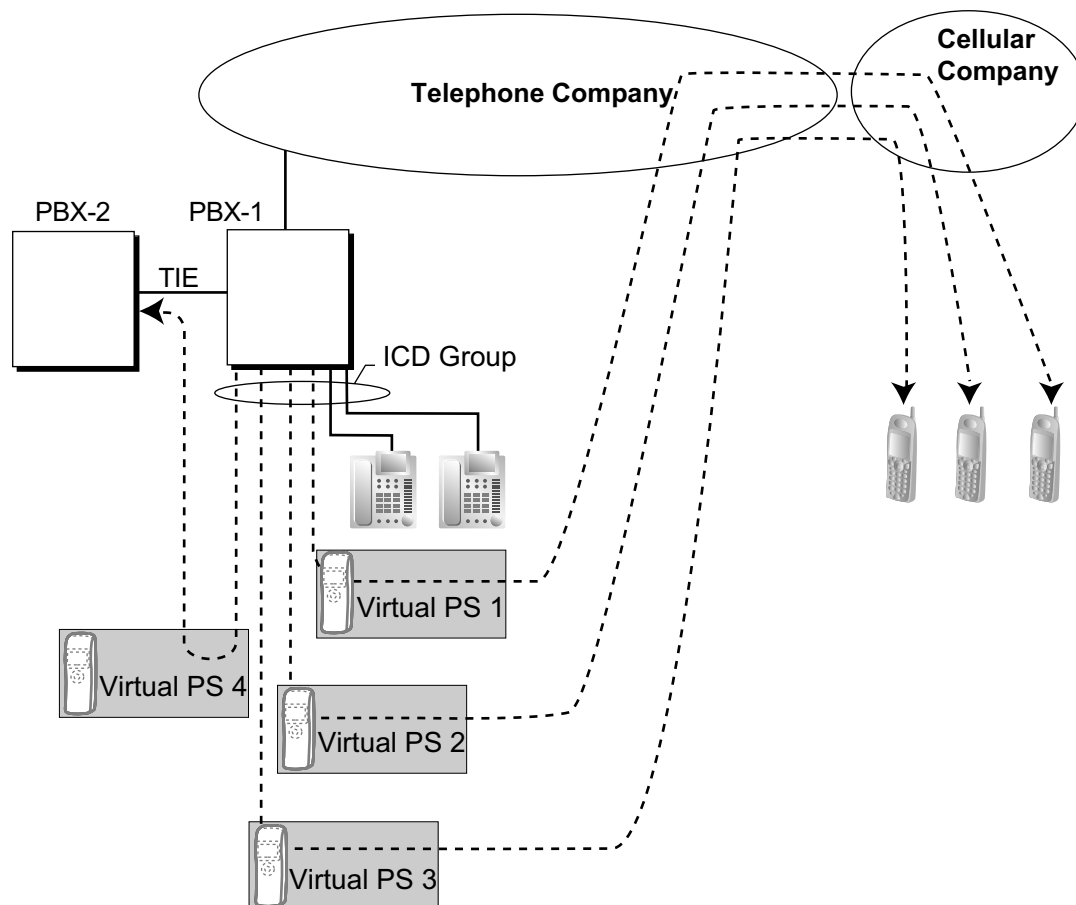 Cellular
Company
Telephone Company
PBX-2
PBX-1
TIE
ICD Group
Virtual PS 1
Virtual PS 4
Virtual PS 2
Virtual PS 3